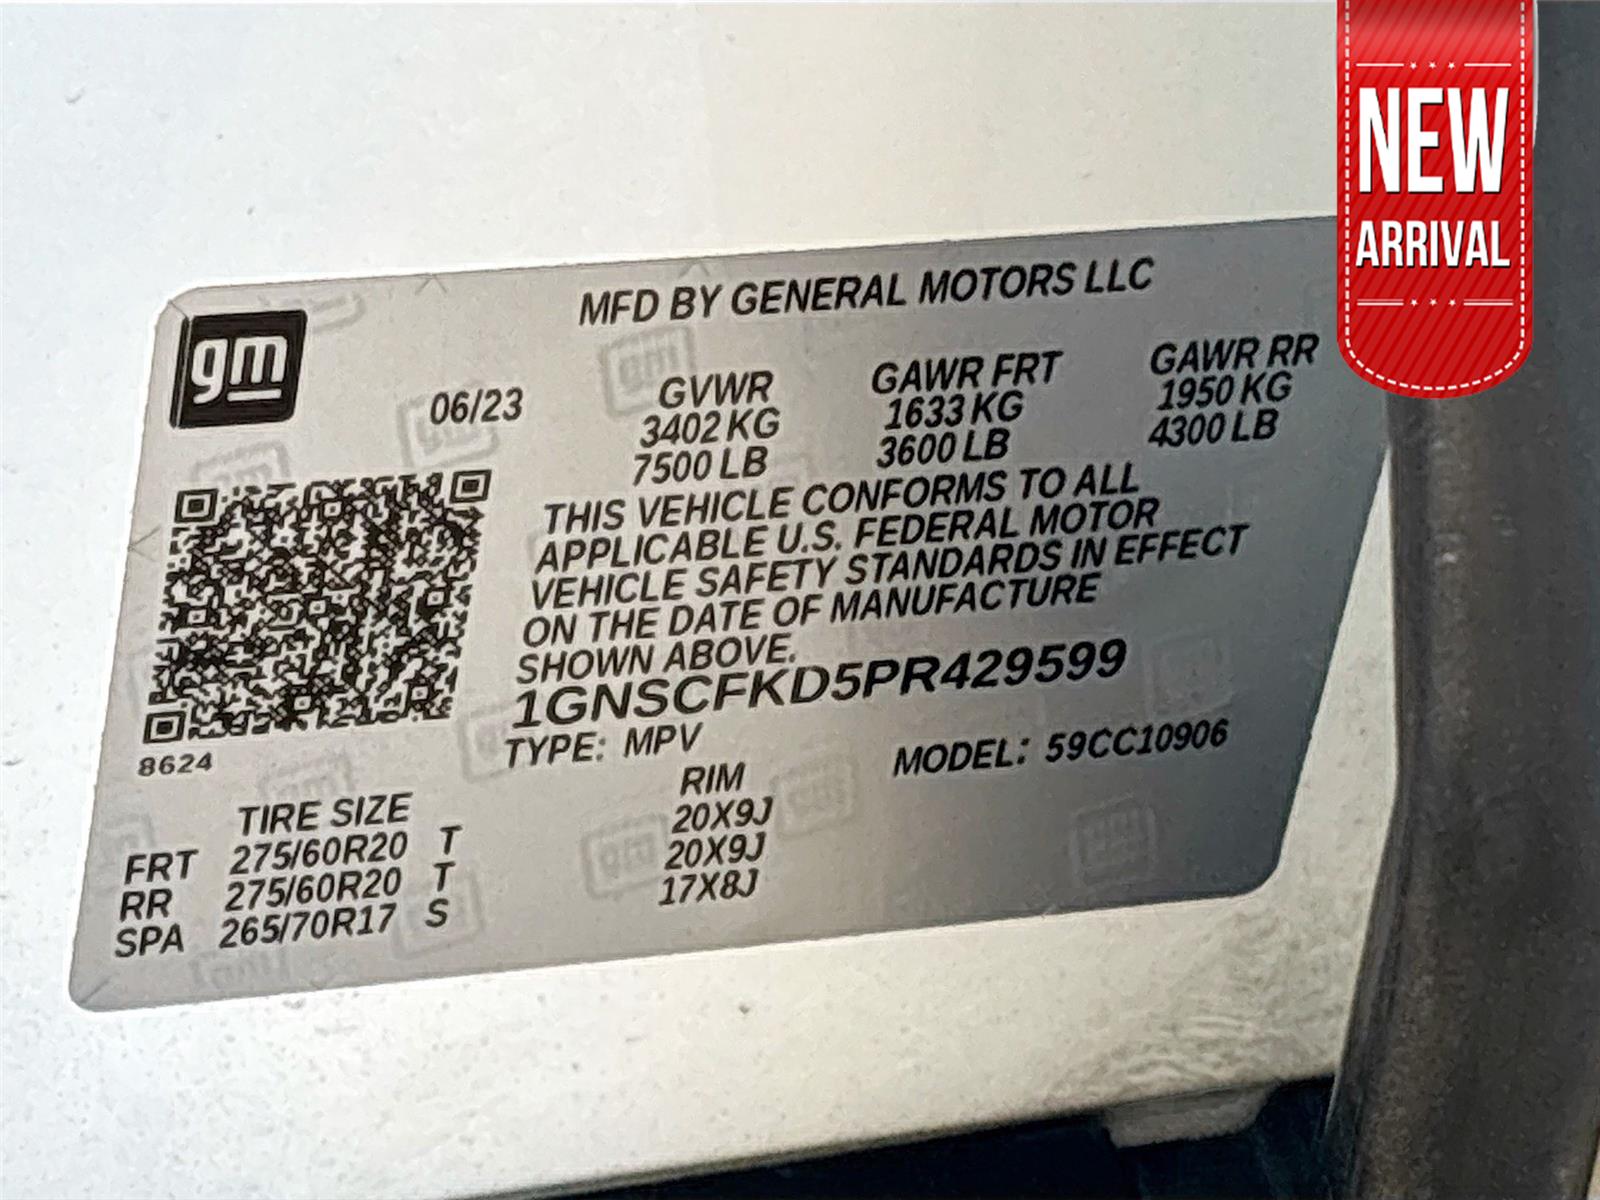 NEW
ARRIVAL
gm
MFD BY GENERAL MOTORS LLC
06/23 GVWR GAWR FRT GAWR RR
3402 KG 1633 KG 1950 KG
7500 LB 3600 LB 4300 LB
THIS VEHICLE CONFORMS TO ALL
APPLICABLE U.S. FEDERAL MOTOR
VEHICLE SAFETY STANDARDS IN EFFECT
ON THE DATE OF MANUFACTURE
SHOWN ABOVE.
1GNSCFKD5PR429599
8624
TYPE: MPV MODEL: 59CC10906
TIRE SIZE RIM
FRT 275/60R20 T 20X9J
RR 275/60R20 T 20X9J
SPA 265/70R17 S 17X8J